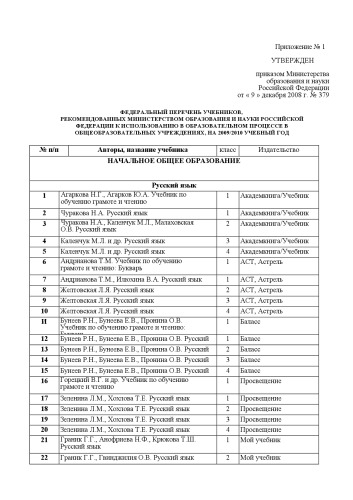 Приложение № 1
УТВЕРЖДЕН
приказом Министерства
образования и науки
Российской Федерации
от « 9 » декабря 2008 г. № 379
ФЕДЕРАЛЬНЫЙ ПЕРЕЧЕНЬ УЧЕБНИКОВ,
РЕКОМЕНДОВАННЫХ МИНИСТЕРСТВОМ ОБРАЗОВАНИЯ И НАУКИ РОССИЙСКОЙ
ФЕДЕРАЦИИ К ИСПОЛЬЗОВАНИЮ В ОБРАЗОВАТЕЛЬНОМ ПРОЦЕССЕ В
ОБЩЕОБРАЗОВАТЕЛЬНЫХ УЧРЕЖДЕНИЯХ, НА 2009/2010 УЧЕБНЫЙ ГОД
№ п/п Авторы, название учебника класс Издательство
НАЧАЛЬНОЕ ОБЩЕЕ ОБРАЗОВАНИЕ
Русский язык
1 Агаркова Н.Г., Агарков Ю.А. Учебник по 1 Академкнига/Учебник
обучению грамоте и чтению
2 Чуракова Н.А. Русский язык 1 Академкнига/Учебник
3 Чуракова Н.А., Каленчук М.Л., Малаховская 2 Академкнига/Учебник
О.В. Русский язык
4 Каленчук М.Л. и др. Русский язык 3 Академкнига/Учебник
5 Каленчук М.Л. и др. Русский язык 4 Академкнига/Учебник
6 Андрианова Т.М. Учебник по обучению 1 АСТ, Астрель
грамоте и чтению: Букварь
7 Андрианова Т.М., Илюхина В.А. Русский язык 1 АСТ, Астрель
8 Желтовская Л.Я. Русский язык 2 АСТ, Астрель
9 Желтовская Л.Я. Русский язык 3 АСТ, Астрель
10 Желтовская Л.Я. Русский язык 4 АСТ, Астрель
И Бунеев Р.Н., Бунеева Е.В., Пронина О.В. 1 Баласс
Учебник по обучению грамоте и чтению:
12 Бунеев Р.Н., Бунеева Е.В., Пронина О.В. Русский 1 Баласс
13 Бунеев Р.Н., Бунеева Е.В., Пронина О.В. Русский 2 Баласс
14 Бунеев Р.Н., Бунеева Е.В., Пронина О.В. Русский 3 Баласс
15 Бунеев Р.Н., Бунеева Е.В., Пронина О.В. Русский 4 Баласс
16 Горецкий В.Г. и др. Учебник по обучению 1 Просвещение
грамоте и чтению
17 Зеленина Л.М., Хохлова Т.Е. Русский язык 1 Просвещение
18 Зеленина Л.М., Хохлова Т.Е. Русский язык 2 Просвещение
19 Зеленина Л.М., Хохлова Т.Е. Русский язык 3 Просвещение
20 Зеленина Л.М., Хохлова Т.Е. Русский язык 4 Просвещение
21 Граник Г.Г., Анофриева Н.Ф., Крюкова Т.Ш. 1 Мой учебник
Русский язык
22 Граник Г.Г., Гвинджилия О.В. Русский язык 2 Мой учебник